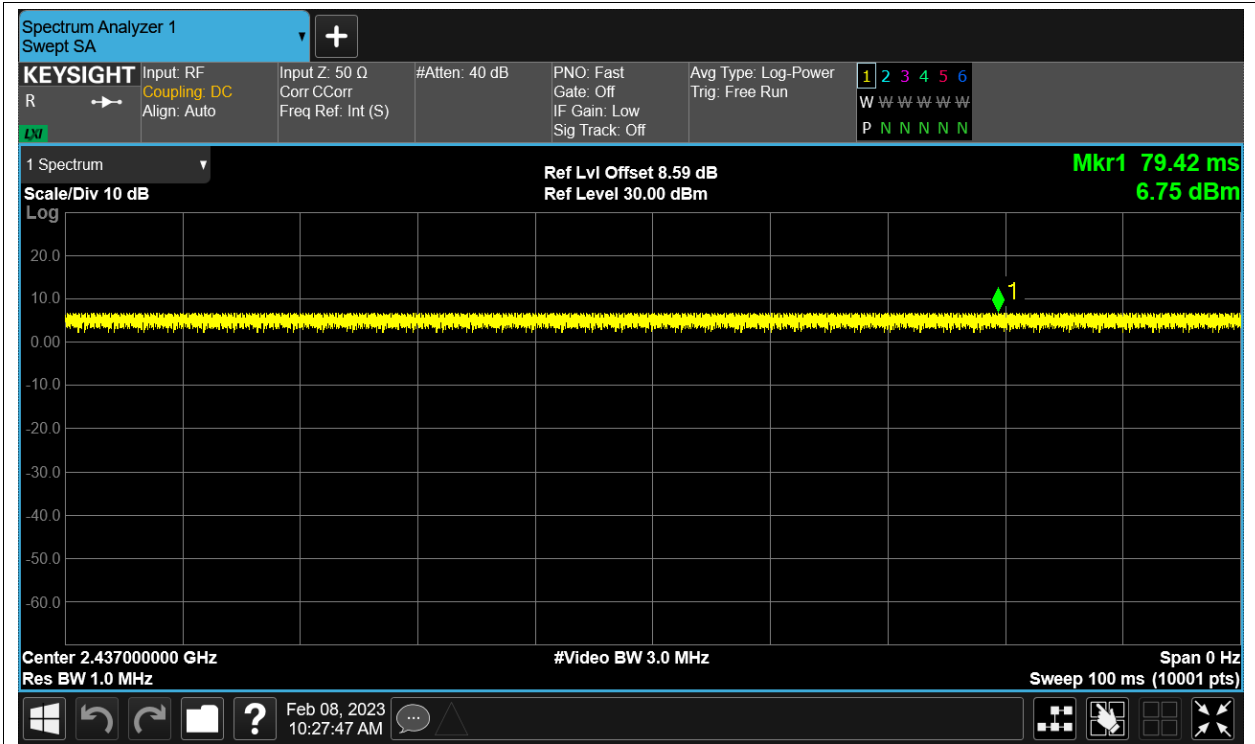 Spectrum Analyzer 1
Swept SA
+
KEYSIGHT
R
LXI
Input: RF
Coupling: DC
Align: Auto
Input Z: 50 Ω
Corr CCorr
Freq Ref: Int (S)
#Atten: 40 dB
PNO: Fast
Gate: Off
IF Gain: Low
Sig Track: Off
Avg Type: Log-Power
Trig: Free Run
1 2 3 4 5 6
W W W W W W
P N N N N N
1 Spectrum
Scale/Div 10 dB
Ref Lvl Offset 8.59 dB
Ref Level 30.00 dBm
Mkr1 79.42 ms
6.75 dBm
Log
20.0
10.0
0.00
-10.0
-20.0
-30.0
-40.0
-50.0
-60.0
1
Center 2.437000000 GHz
Res BW 1.0 MHz
#Video BW 3.0 MHz
Span 0 Hz
Sweep 100 ms (10001 pts)
?
Feb 08, 2023
10:27:47 AM